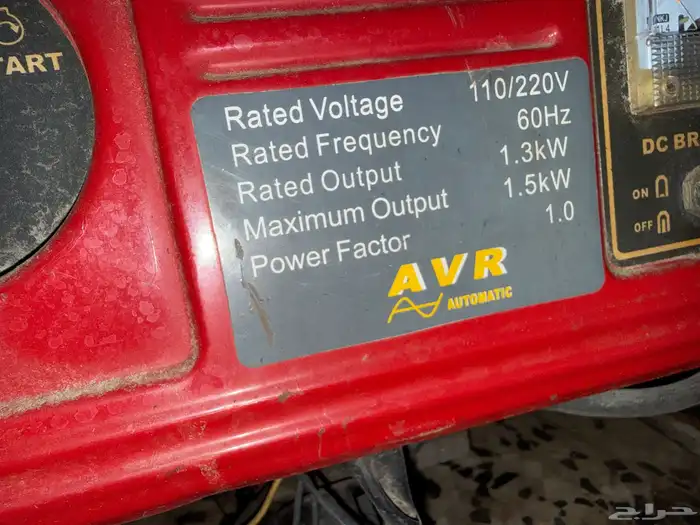 START
Rated Voltage 110/220V
Rated Frequency 60Hz
Rated Output 1.3kW
Maximum Output 1.5kW
Power Factor 1.0
AVR
AUTOMATIC
DC BR
ON
OFF
حراج